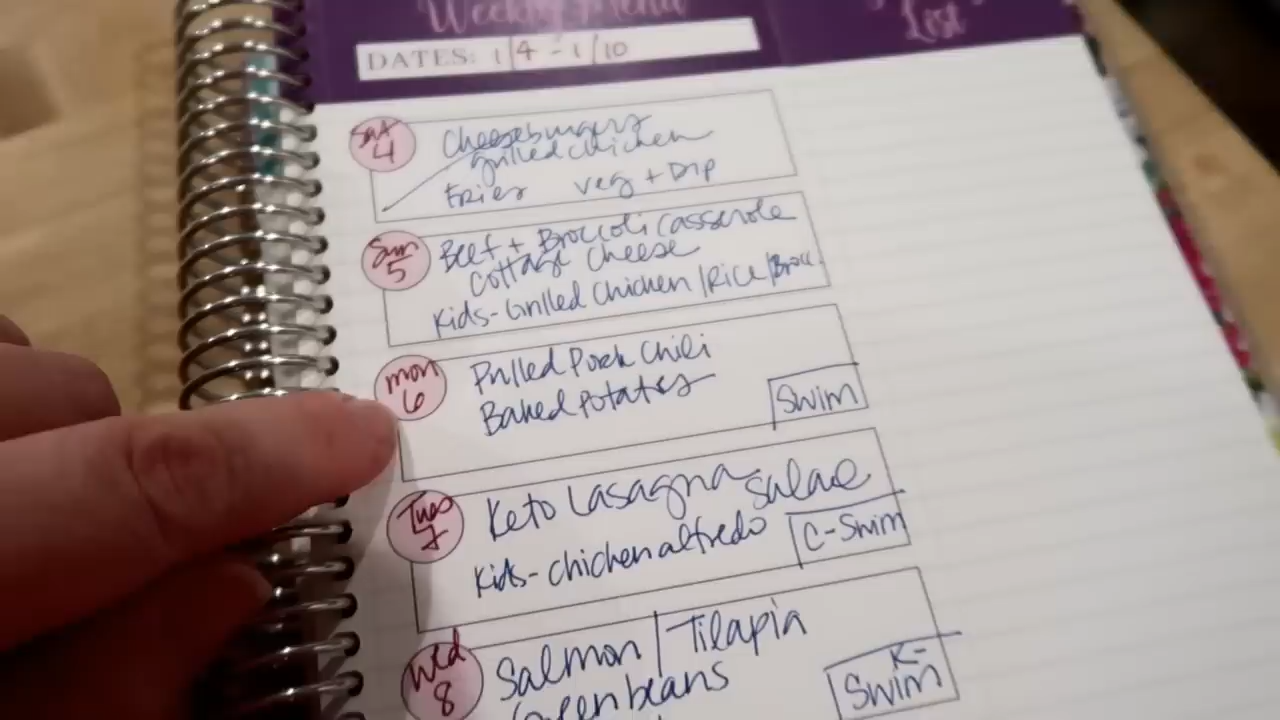 Weekly Menu
List
DATES: 1/4 - 1/10
Sat
4
Cheeseburgers
grilled chicken
Fries veg + Dip
Sun
5
Beef + Broccoli casserole
cottage cheese
Kids- Grilled chicken/Rice/Brocc.
mon
6
Pulled Pork Chili
Baked Potatoes
Swim
Tues
7
Keto Lasagna Salad
Kids- chicken alfredo
C-Swim
Wed
8
Salmon/Tilapia
Green beans
K-
Swim